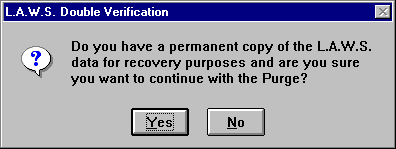 L.A.W.S. Double Verification
Do you have a permanent copy of the L.A.W.S.
data for recovery purposes and are you sure
you want to continue with the Purge?
Yes
No